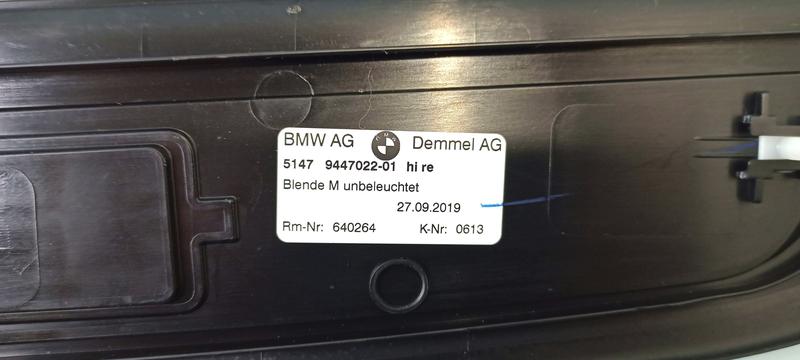 BMW AG Demmel AG
5147 9447022-01 hi re
Blende M unbeleuchtet
27.09.2019
Rm-Nr: 640264 K-Nr: 0613